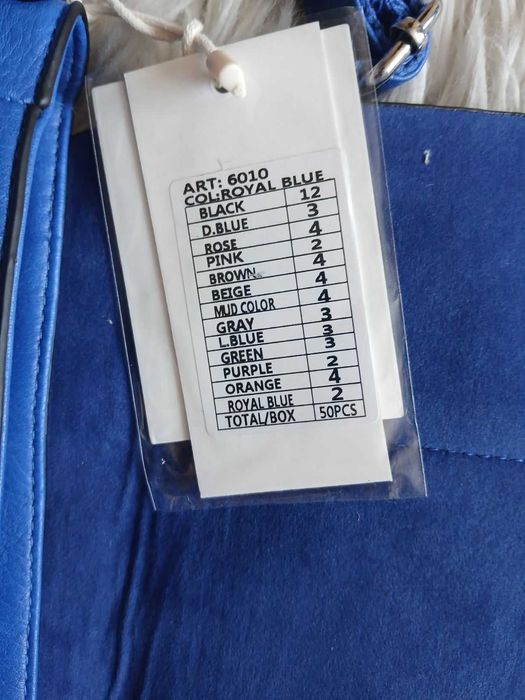 ART: 6010
COL:ROYAL BLUE
BLACK 12
D.BLUE 3
ROSE 4
PINK 2
BROWN 4
BEIGE 4
MUD COLOR 4
GRAY 3
L.BLUE 3
GREEN 3
PURPLE 2
ORANGE 4
ROYAL BLUE 2
TOTAL/BOX 50PCS